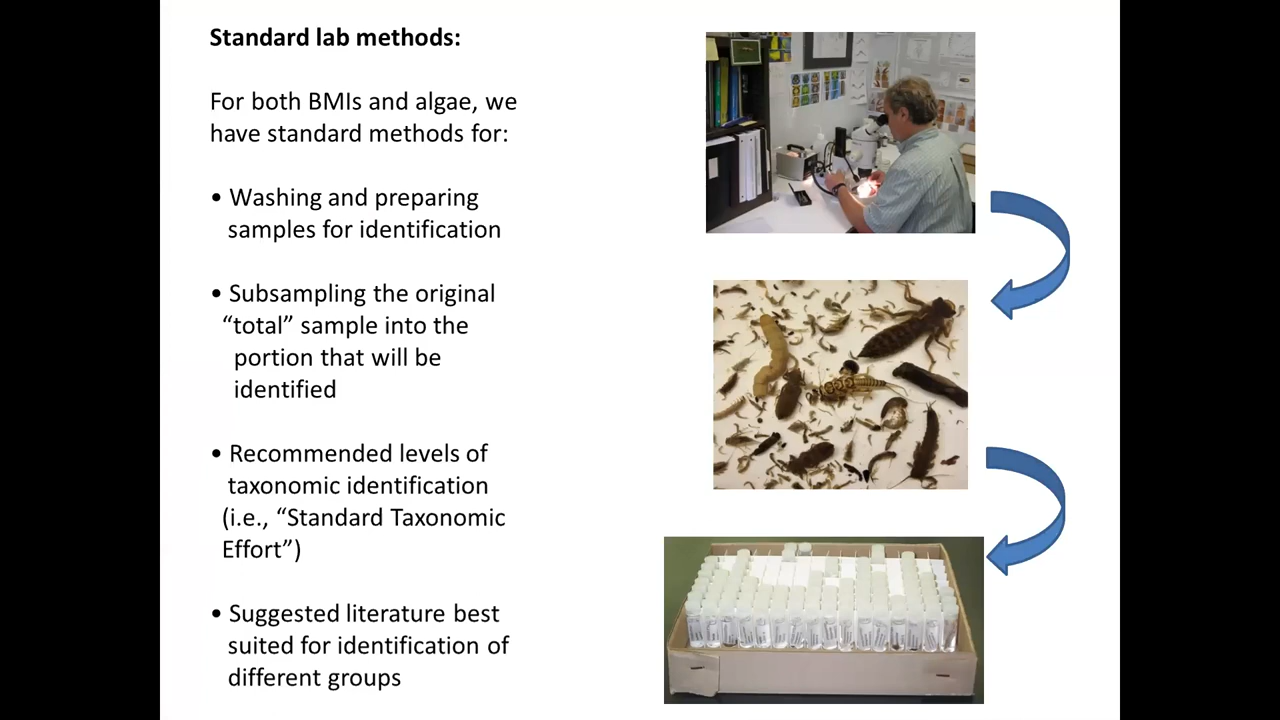 Standard lab methods:
For both BMIs and algae, we
have standard methods for:
• Washing and preparing
samples for identification
• Subsampling the original
“total” sample into the
portion that will be
identified
• Recommended levels of
taxonomic identification
(i.e., “Standard Taxonomic
Effort”)
• Suggested literature best
suited for identification of
different groups